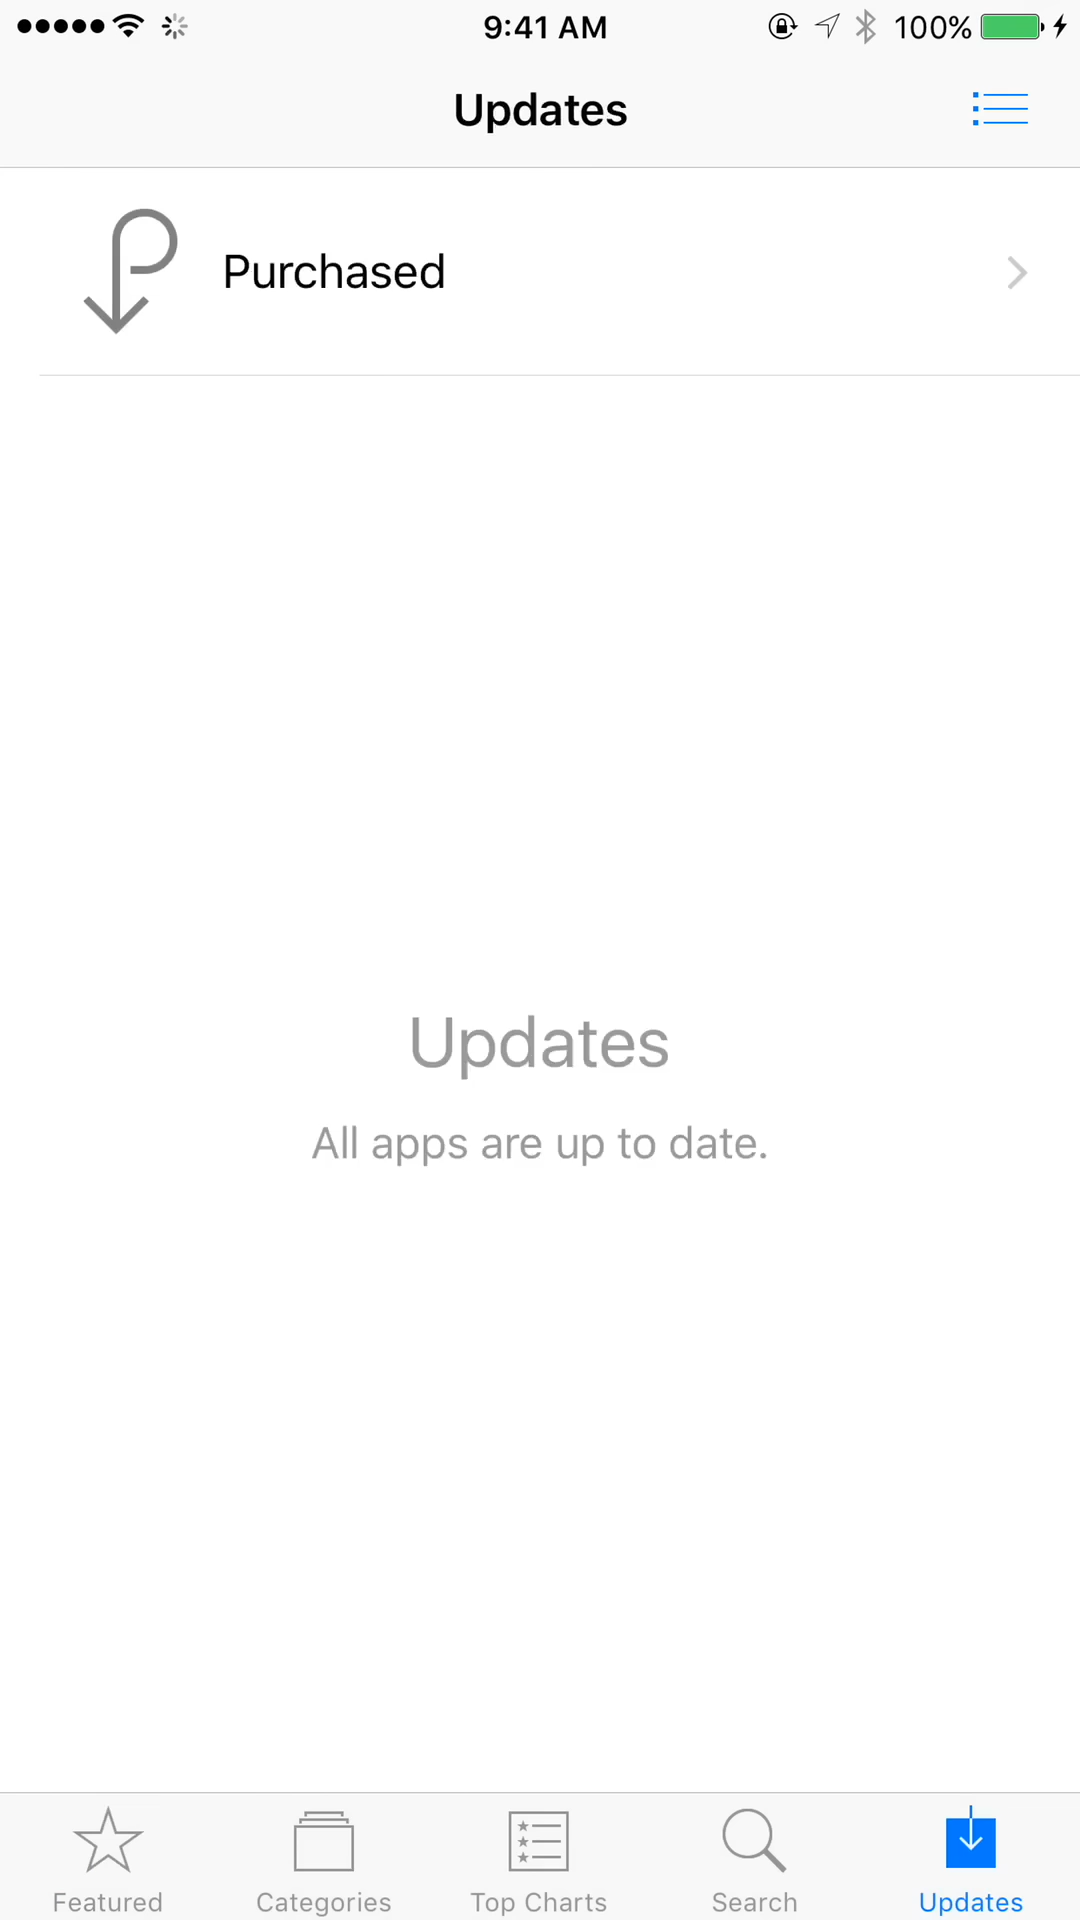 9:41 AM 100%
Updates
Purchased
Updates
All apps are up to date.
Featured Categories Top Charts Search Updates